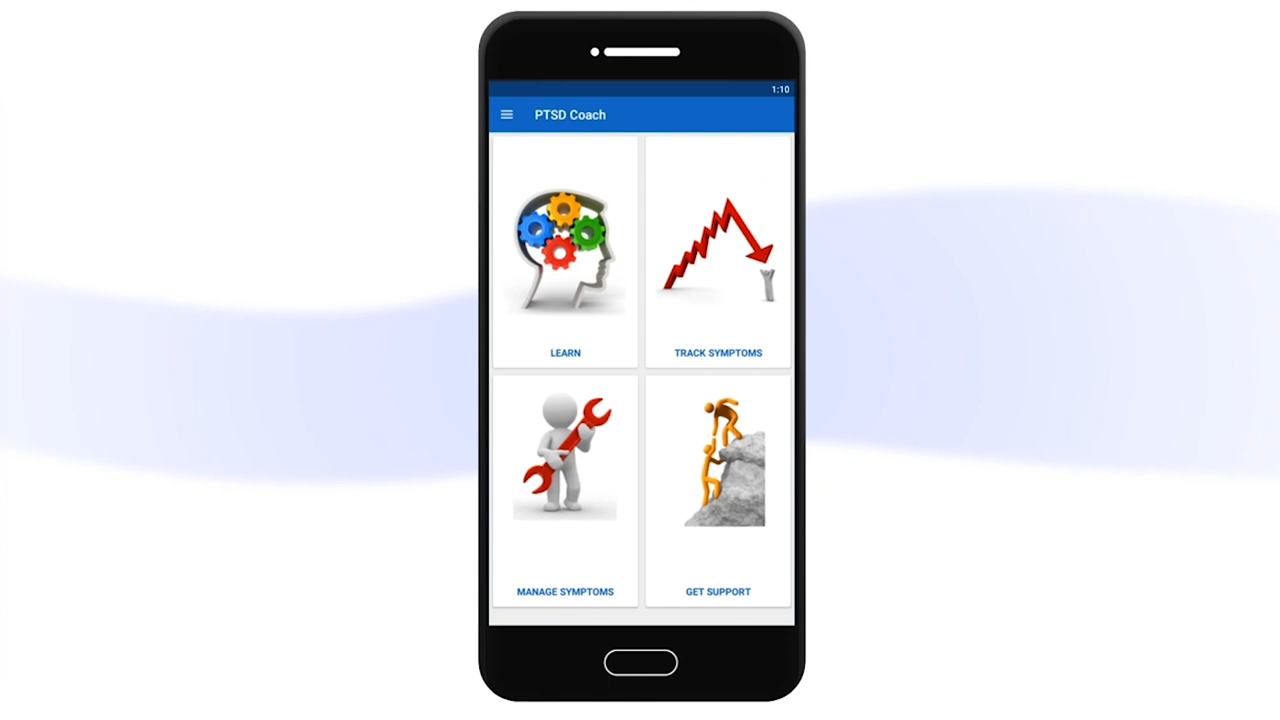 1:10
PTSD Coach
LEARN
TRACK SYMPTOMS
MANAGE SYMPTOMS
GET SUPPORT